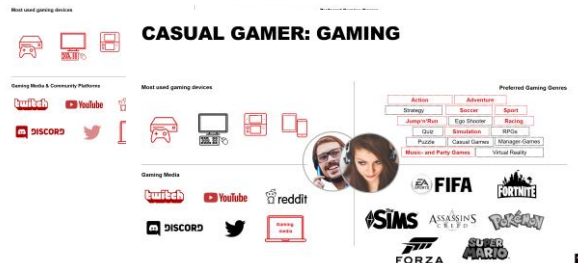 Most used gaming devices
Gaming Media & Community Platforms
twitch
YouTube
DISCORD
CASUAL GAMER: GAMING
Most used gaming devices
Gaming Media
twitch
YouTube
reddit
DISCORD
Gaming
media
Preferred Gaming Genres
Action Adventure
Strategy Soccer Sport
Jump'n'Run Ego Shooter Racing
Quiz Simulation RPGs
Puzzle Casual Games Manager-Games
Music- and Party Games Virtual Reality
EA SPORTS FIFA
FORTNITE
THE SIMS
ASSASSIN'S CREED
POKÉMON
FORZA
SUPER MARIO